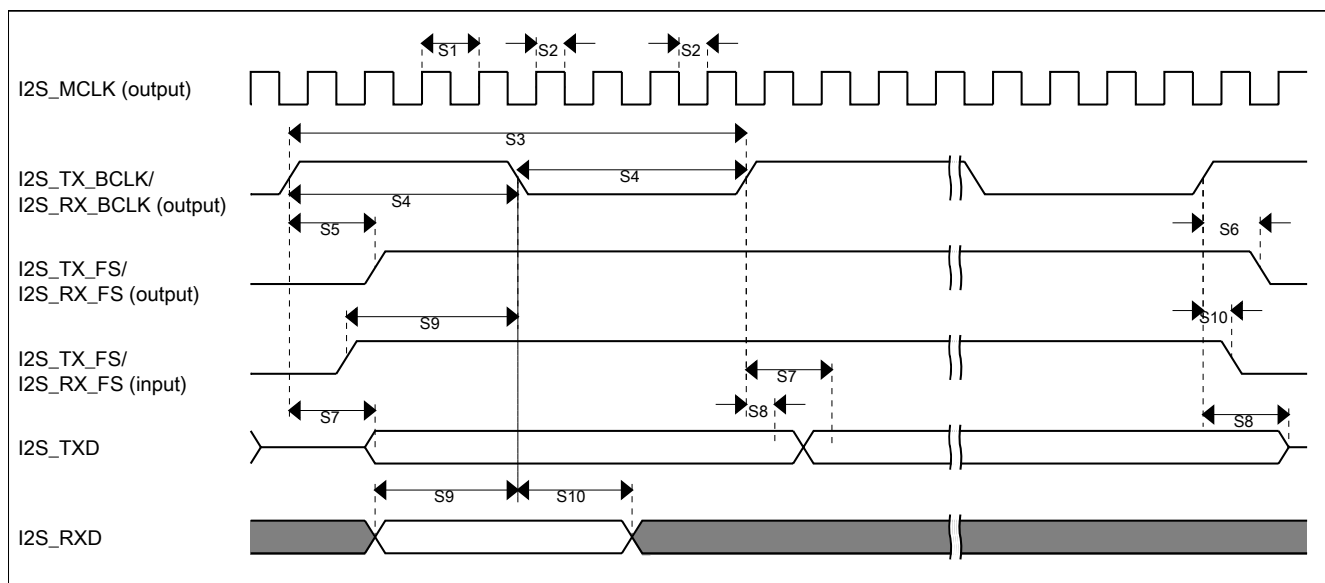 S1 S2 S2
I2S_MCLK (output)
S3
I2S_TX_BCLK/
I2S_RX_BCLK (output)
S4
S4
S5 S6
I2S_TX_FS/
I2S_RX_FS (output)
S9 S10
I2S_TX_FS/
I2S_RX_FS (input)
S7
S7 S8 S8
I2S_TXD
S9 S10
I2S_RXD